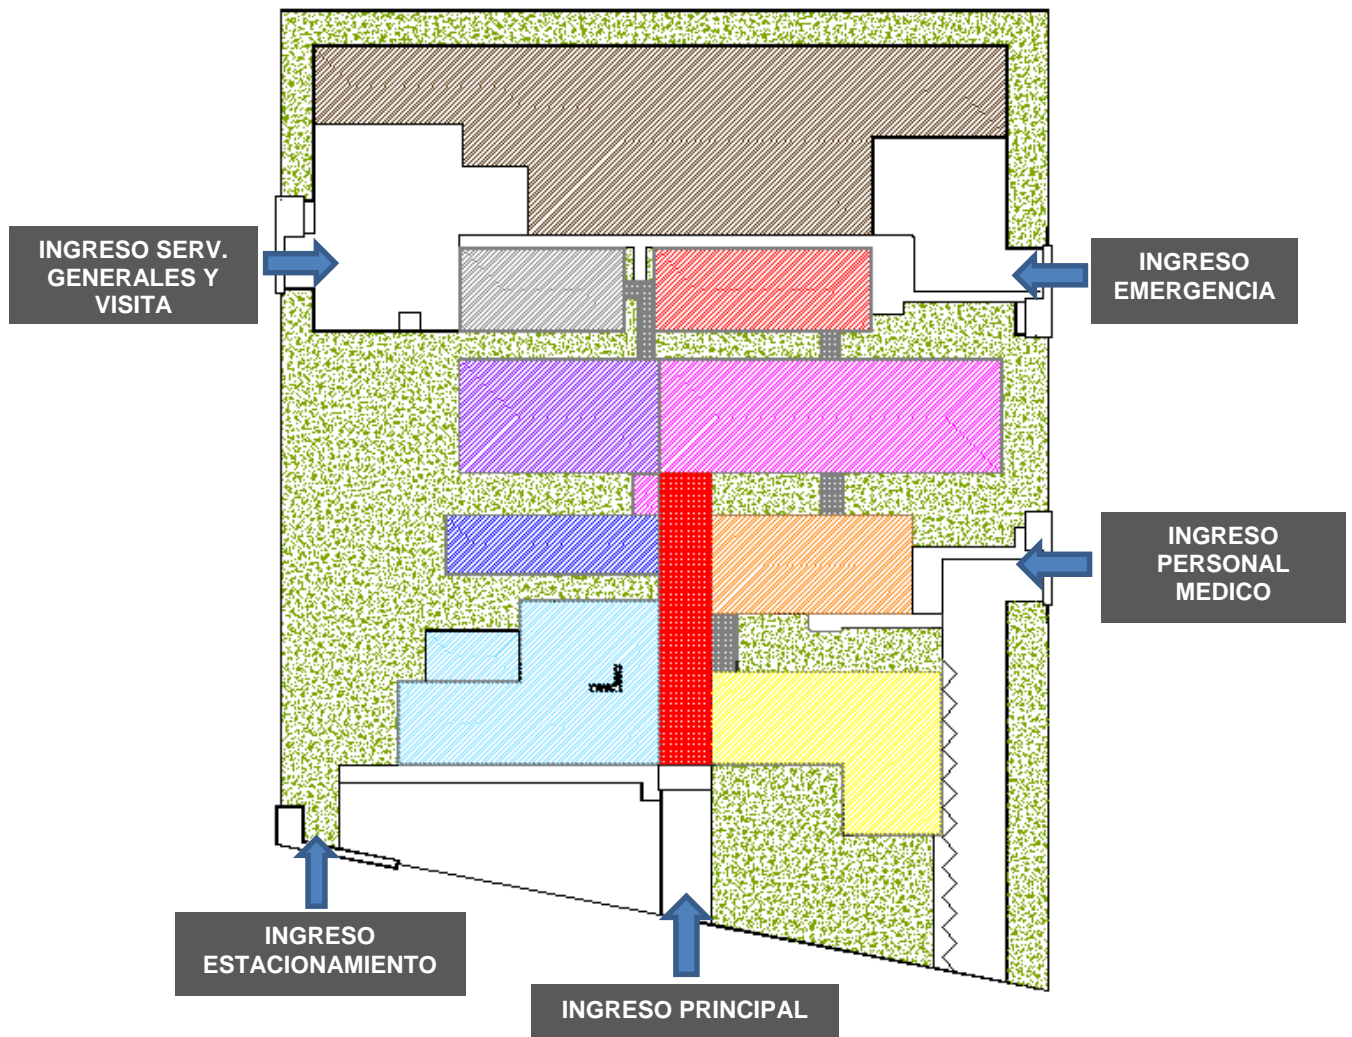 INGRESO SERV.
GENERALES Y
VISITA
INGRESO
EMERGENCIA
INGRESO
PERSONAL
MEDICO
INGRESO
ESTACIONAMIENTO
INGRESO PRINCIPAL